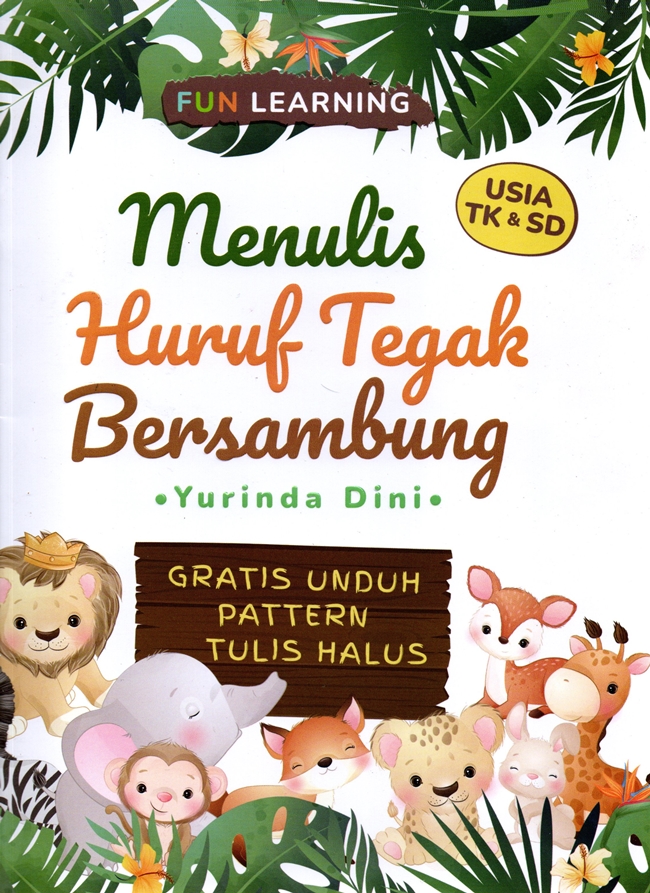 FUN LEARNING
USIA
TK & SD
Menulis
Huruf Tegak
Bersambung
•Yurinda Dini•
GRATIS UNDUH
PATTERN
TULIS HALUS